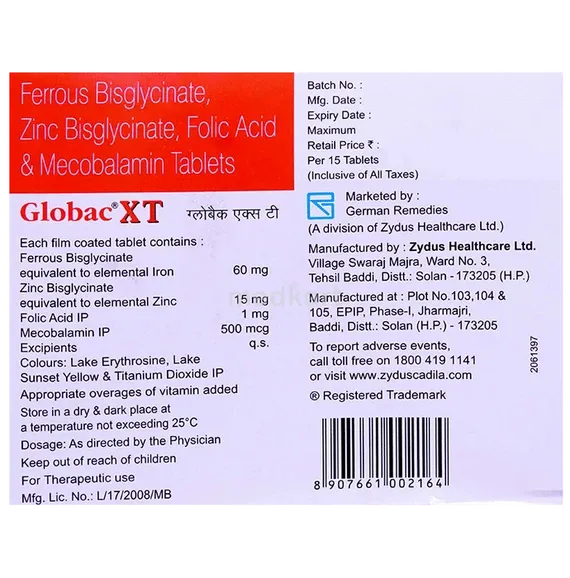 Ferrous Bisglycinate,
Zinc Bisglycinate, Folic Acid
& Mecobalamin Tablets
Globac® XT ग्लोबैक एक्स टी
Each film coated tablet contains :
Ferrous Bisglycinate
equivalent to elemental Iron 60 mg
Zinc Bisglycinate
equivalent to elemental Zinc 15 mg
Folic Acid IP 1 mg
Mecobalamin IP 500 mcg
Excipients q.s.
Colours: Lake Erythrosine, Lake
Sunset Yellow & Titanium Dioxide IP
Appropriate overages of vitamin added
Store in a dry & dark place at
a temperature not exceeding 25°C
Dosage: As directed by the Physician
Keep out of reach of children
For Therapeutic use
Mfg. Lic. No.: L/17/2008/MB
Batch No. :
Mfg. Date :
Expiry Date :
Maximum
Retail Price ₹ :
Per 15 Tablets
(Inclusive of All Taxes)
Marketed by :
German Remedies
(A division of Zydus Healthcare Ltd.)
Manufactured by : Zydus Healthcare Ltd.
Village Swaraj Majra, Ward No. 3,
Tehsil Baddi, Distt.: Solan - 173205 (H.P.)
Manufactured at : Plot No.103,104 &
105, EPIP, Phase-I, Jharmajri,
Baddi, Distt.: Solan (H.P.) - 173205
To report adverse events,
call toll free on 1800 419 1141
or visit www.zyduscadila.com
® Registered Trademark
2061397
8 907661 002164